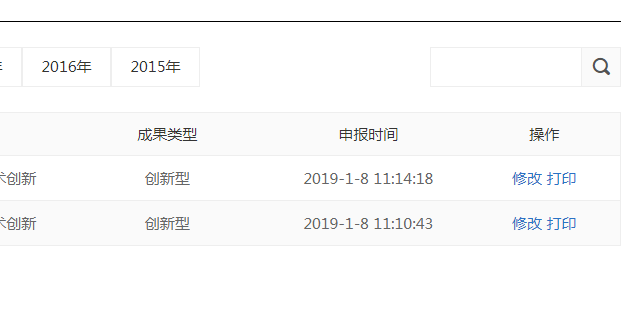 2016年 2015年
成果类型 申报时间 操作
术创新 创新型 2019-1-8 11:14:18 修改 打印
术创新 创新型 2019-1-8 11:10:43 修改 打印